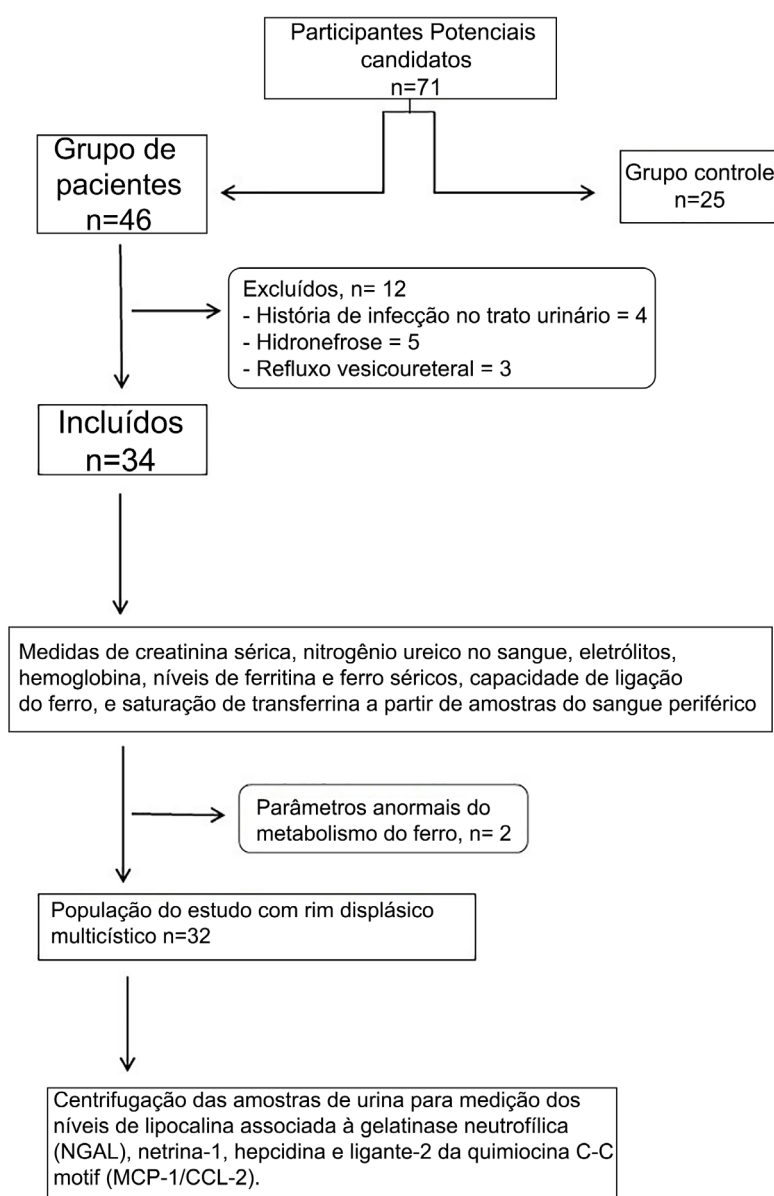 Participantes Potenciais
candidatos
n=71
Grupo de
pacientes
n=46
Grupo controle
n=25
Excluídos, n= 12
- História de infecção no trato urinário = 4
- Hidronefrose = 5
- Refluxo vesicoureteral = 3
Incluídos
n=34
Medidas de creatinina sérica, nitrogênio ureico no sangue, eletrólitos,
hemoglobina, níveis de ferritina e ferro séricos, capacidade de ligação
do ferro, e saturação de transferrina a partir de amostras do sangue periférico
Parâmetros anormais do
metabolismo do ferro, n= 2
População do estudo com rim displásico
multicístico n=32
Centrifugação das amostras de urina para medição dos
níveis de lipocalina associada à gelatinase neutrofílica
(NGAL), netrina-1, hepcidina e ligante-2 da quimiocina C-C
motif (MCP-1/CCL-2).